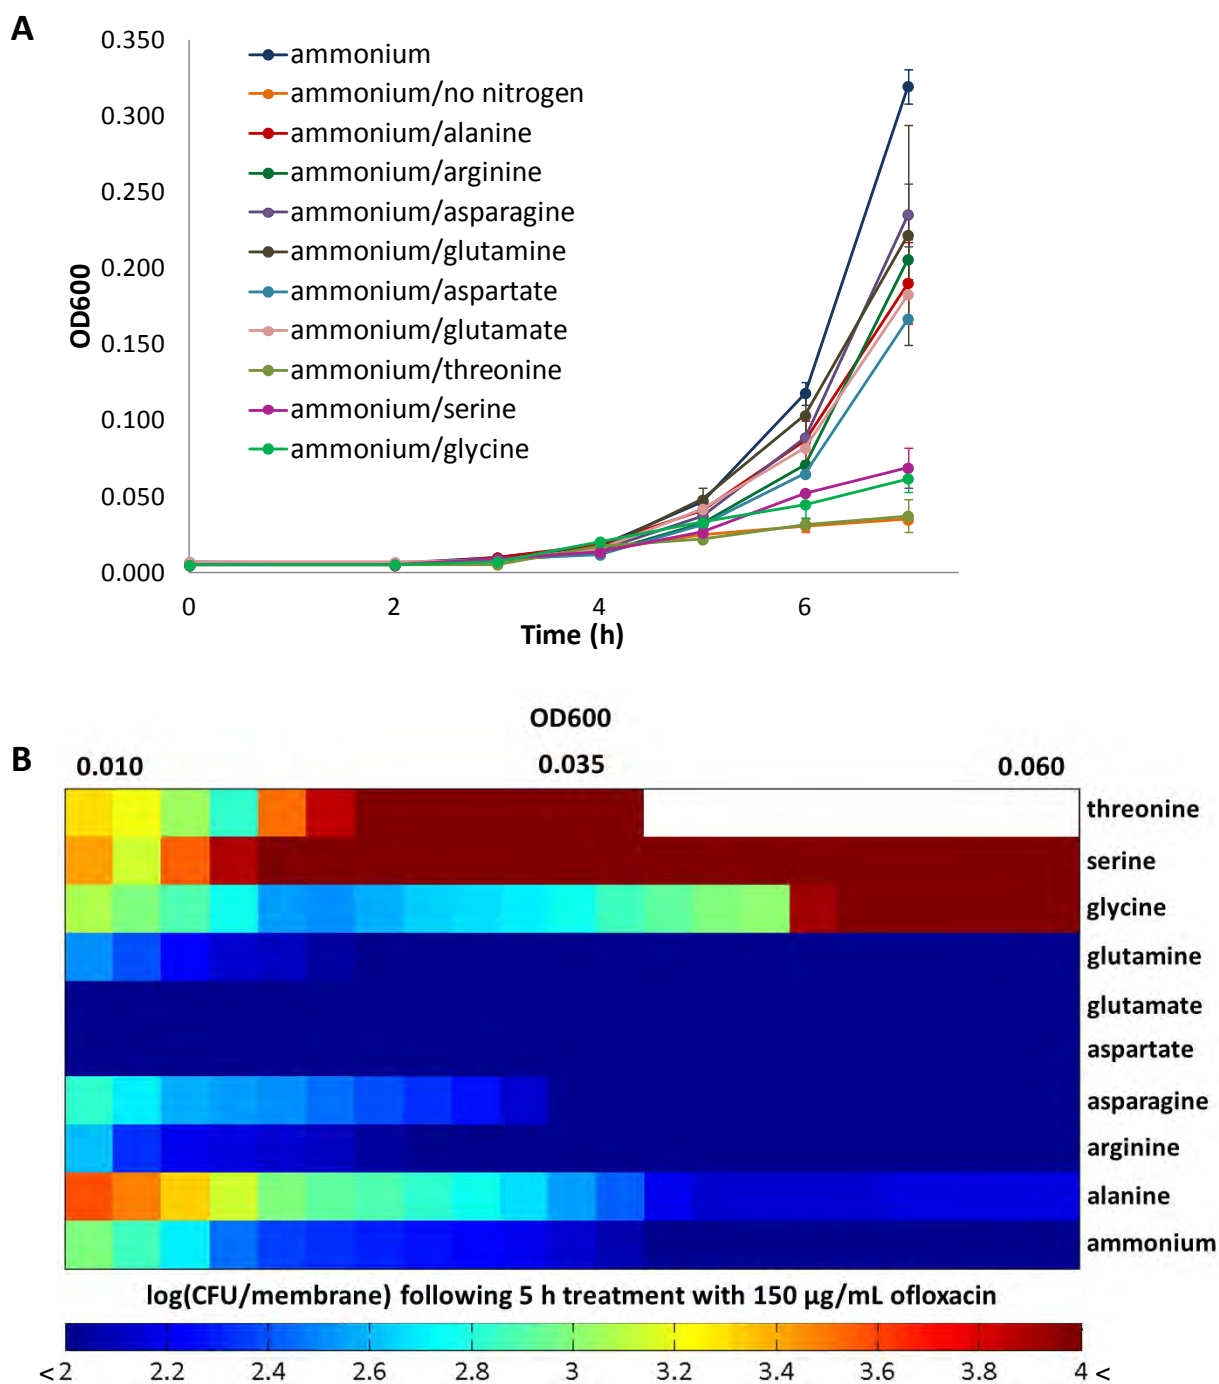 A
0.350
0.300
0.250
0.200
0.150
0.100
0.050
0.000
OD600
ammonium
ammonium/no nitrogen
ammonium/alanine
ammonium/arginine
ammonium/asparagine
ammonium/glutamine
ammonium/aspartate
ammonium/glutamate
ammonium/threonine
ammonium/serine
ammonium/glycine
0 2 4 6
Time (h)
OD600
B
0.010 0.035 0.060
threonine
serine
glycine
glutamine
glutamate
aspartate
asparagine
arginine
alanine
ammonium
log(CFU/membrane) following 5 h treatment with 150 µg/mL ofloxacin
< 2 2.2 2.4 2.6 3 3.2 3.4 3.6 3.8 4 <